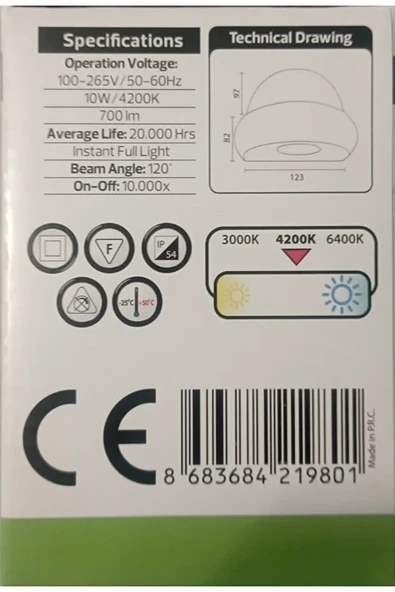 Specifications
Operation Voltage:
100-265V/50-60Hz
10W/4200K
700 lm
Average Life: 20.000 Hrs
Instant Full Light
Beam Angle: 120°
On-Off: 10.000x
Technical Drawing
97
82
123
F
IP
54
-25°C +50°C
3000K 4200K 6400K
CE
8 683684 219801
Made in P.R.C.